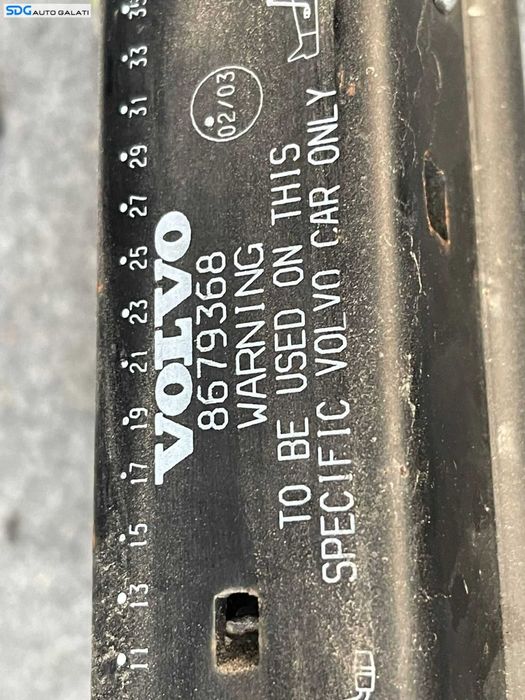 SDG AUTO GALATI
02/03
VOLVO
8679368
WARNING
TO BE USED ON THIS
SPECIFIC VOLVO CAR ONLY
11 13 15 17 19 21 23 25 27 29 31 33 35